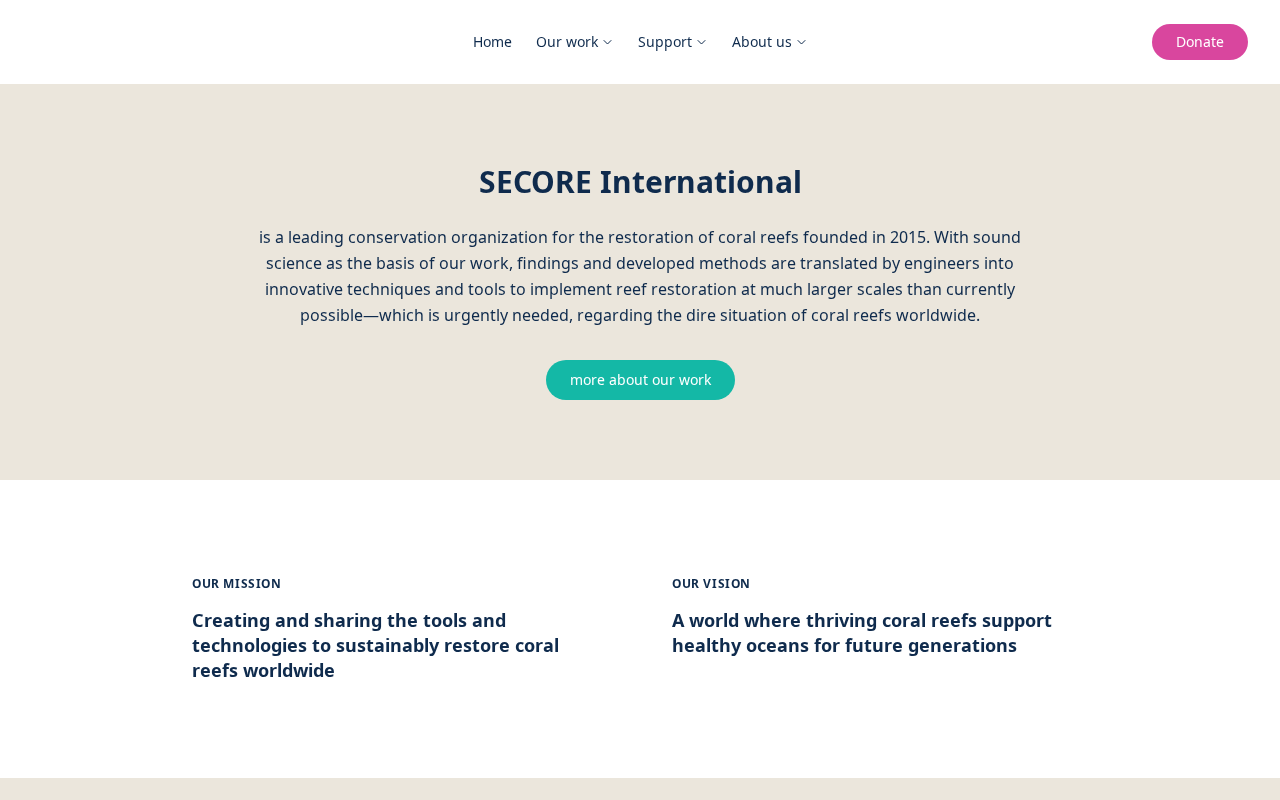 Home
Our work
Support
About us
Donate
SECORE International
is a leading conservation organization for the restoration of coral reefs founded in 2015. With sound
science as the basis of our work, findings and developed methods are translated by engineers into
innovative techniques and tools to implement reef restoration at much larger scales than currently
possible—which is urgently needed, regarding the dire situation of coral reefs worldwide.
more about our work
OUR MISSION
Creating and sharing the tools and
technologies to sustainably restore coral
reefs worldwide
OUR VISION
A world where thriving coral reefs support
healthy oceans for future generations